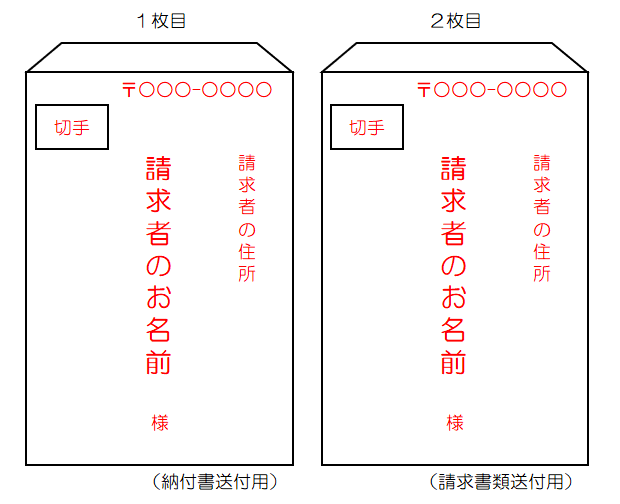 １枚目
〒〇〇〇-〇〇〇〇
切手
請求者の住所
請求者のお名前
様
（納付書送付用）
２枚目
〒〇〇〇-〇〇〇〇
切手
請求者の住所
請求者のお名前
様
（請求書類送付用）